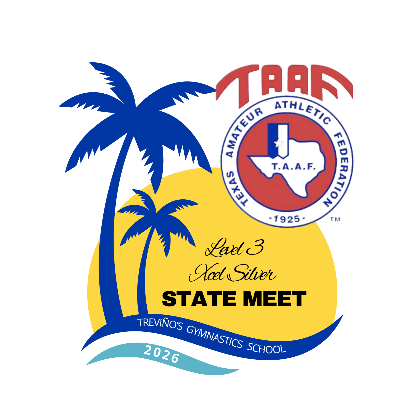 TAAF
TEXAS AMATEUR ATHLETIC FEDERATION
T.A.A.F.
·1925·
TM
Level 3
Xcel Silver
STATE MEET
TREVIÑO'S GYMNASTICS SCHOOL
2026